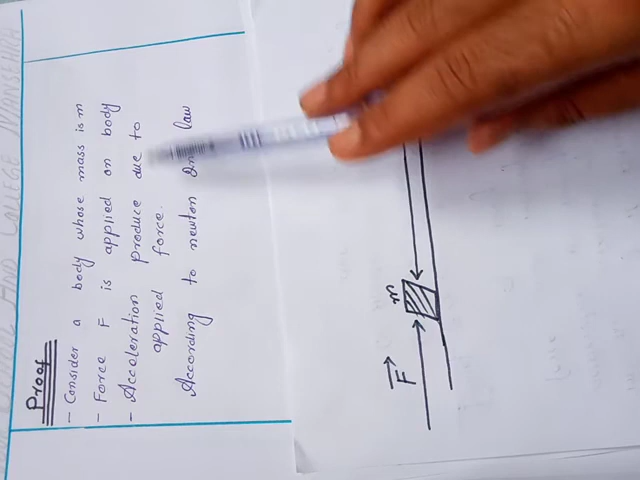 Proof
- Consider a body whose mass is m
- Force F is applied on body
- Acceleration produce due to
applied force.
According to newton 2nd law
m
F